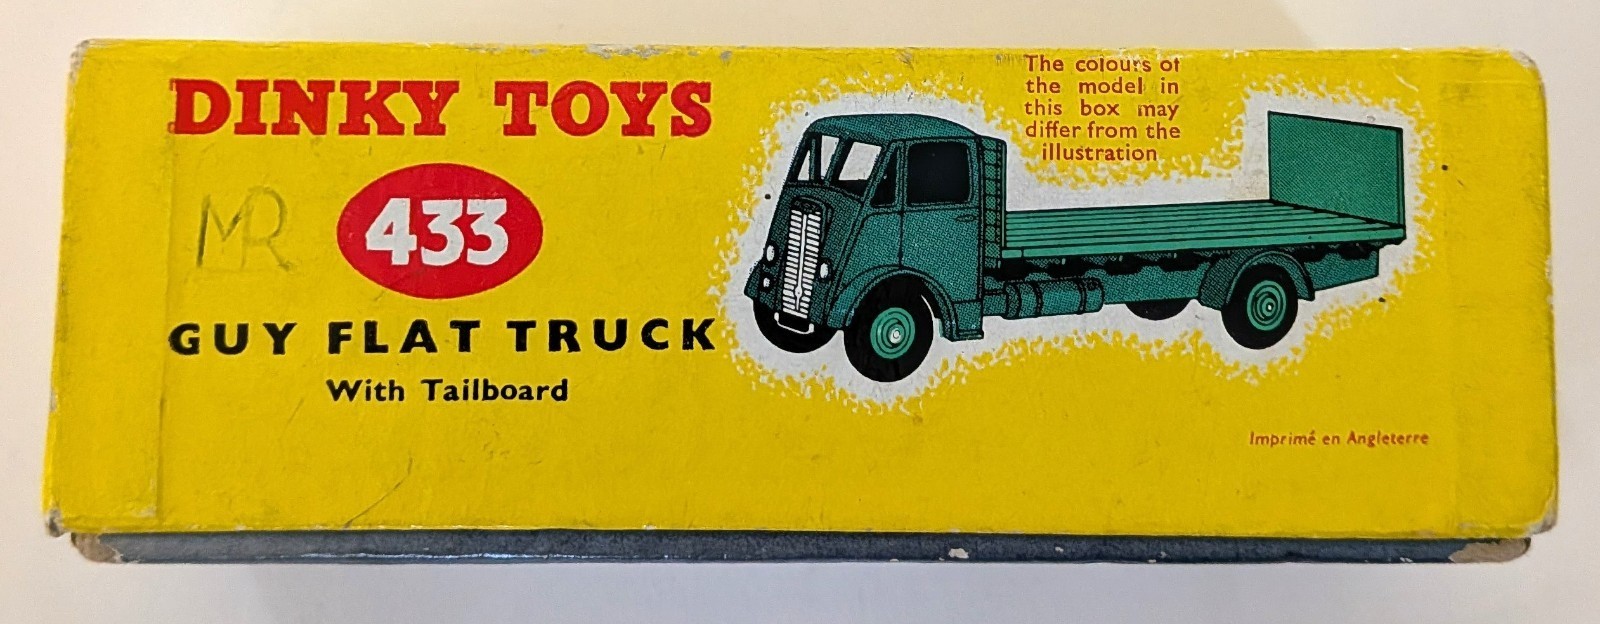 DINKY TOYS
MR
433
GUY FLAT TRUCK
With Tailboard
The colours of
the model in
this box may
differ from the
illustration
Imprimé en Angleterre